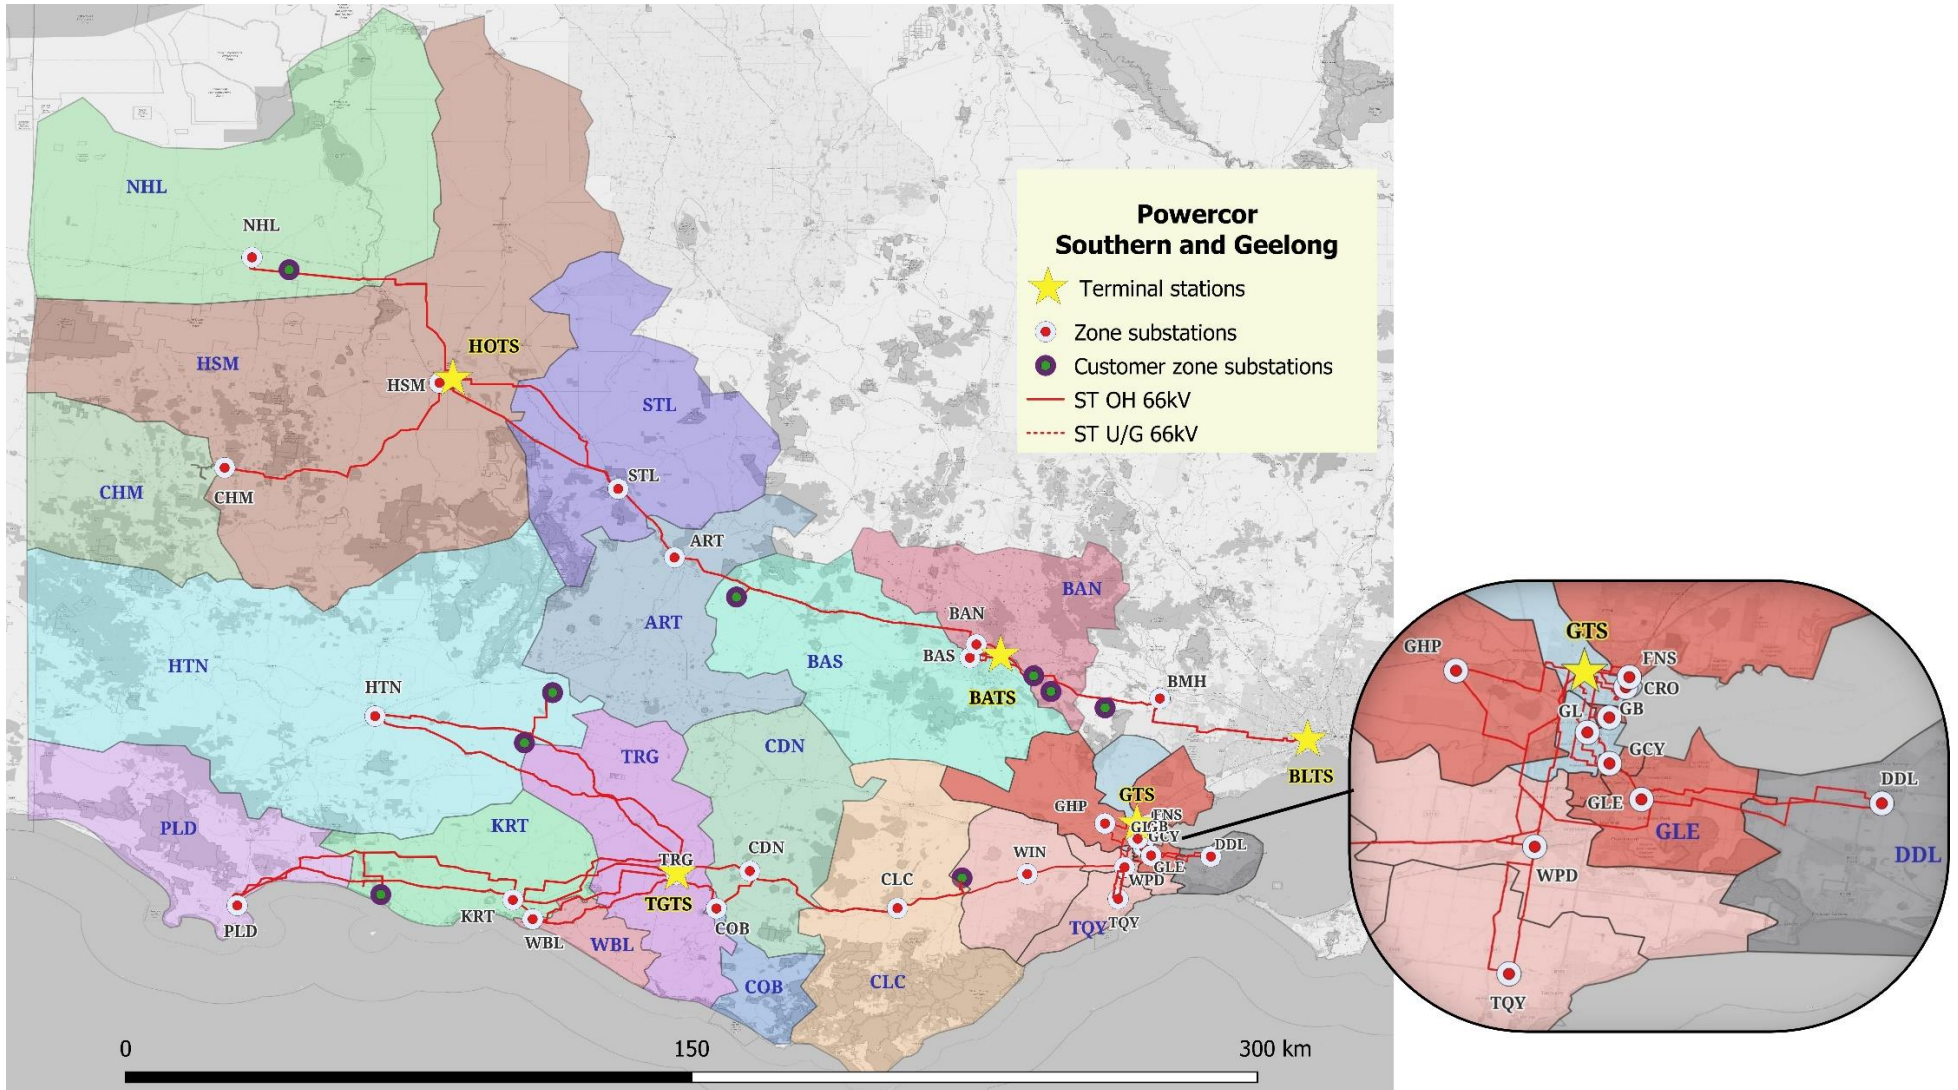 NHL
NHL
Powercor
Southern and Geelong
Terminal stations
Zone substations
Customer zone substations
ST OH 66kV
ST U/G 66kV
HOTS
HSM
HSM
STL
STL
CHM
CHM
ART
ART
BAN
BAN
BAS
BAS
BATS
BMH
BLTS
HTN
HTN
TRG
CDN
PLD
KRT
GTS
GHP
FNS
GL
GB
GCY
DDL
GLE
WPD
TRG
CDN
WIN
CLC
TGTS
KRT
PLD
WBL
WBL
COB
TQY
TQY
COB
CLC
0
150
300 km
GTS
GHP
FNS
CRO
GL
GB
GCY
GLE
DDL
GLE
WPD
DDL
TQY